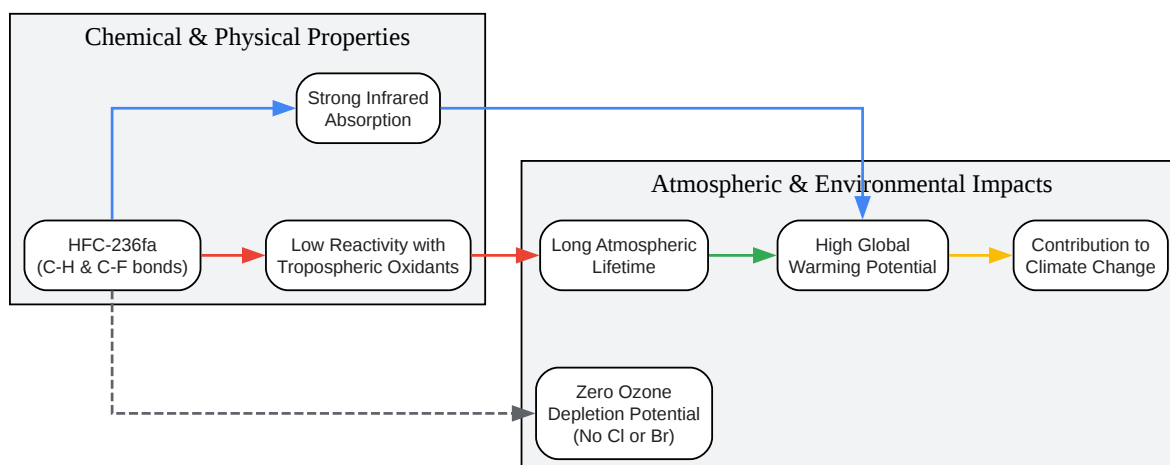 Chemical & Physical Properties
Strong Infrared
Absorption
HFC-236fa
(C-H & C-F bonds)
Low Reactivity with
Tropospheric Oxidants
Atmospheric & Environmental Impacts
Long Atmospheric
Lifetime
High Global
Warming Potential
Contribution to
Climate Change
Zero Ozone
Depletion Potential
(No Cl or Br)